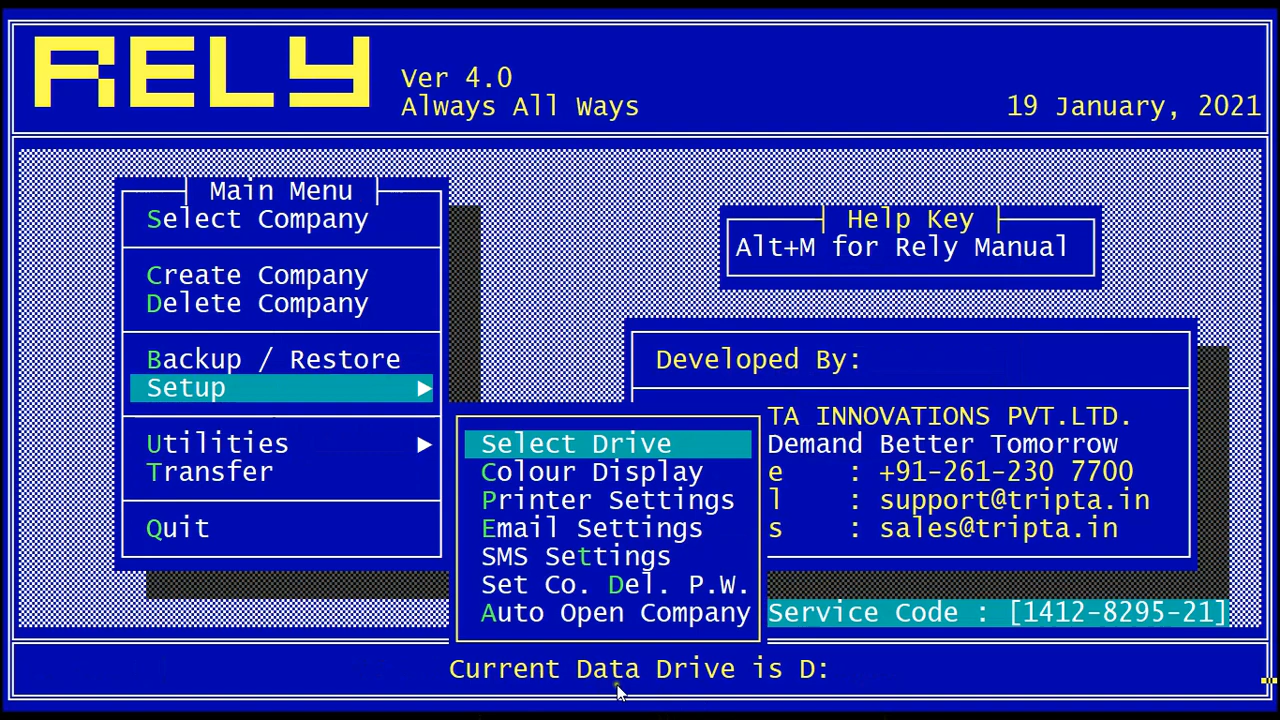 RELY
Ver 4.0
Always All Ways
19 January, 2021
Main Menu
Select Company
Create Company
Delete Company
Backup / Restore
Setup
Utilities
Transfer
Quit
Help Key
Alt+M for Rely Manual
Developed By:
TA INNOVATIONS PVT.LTD.
Demand Better Tomorrow
e : +91-261-230 7700
l : support@tripta.in
s : sales@tripta.in
Select Drive
Colour Display
Printer Settings
Email Settings
SMS Settings
Set Co. Del. P.W.
Auto Open Company
Service Code : [1412-8295-21]
Current Data Drive is D: